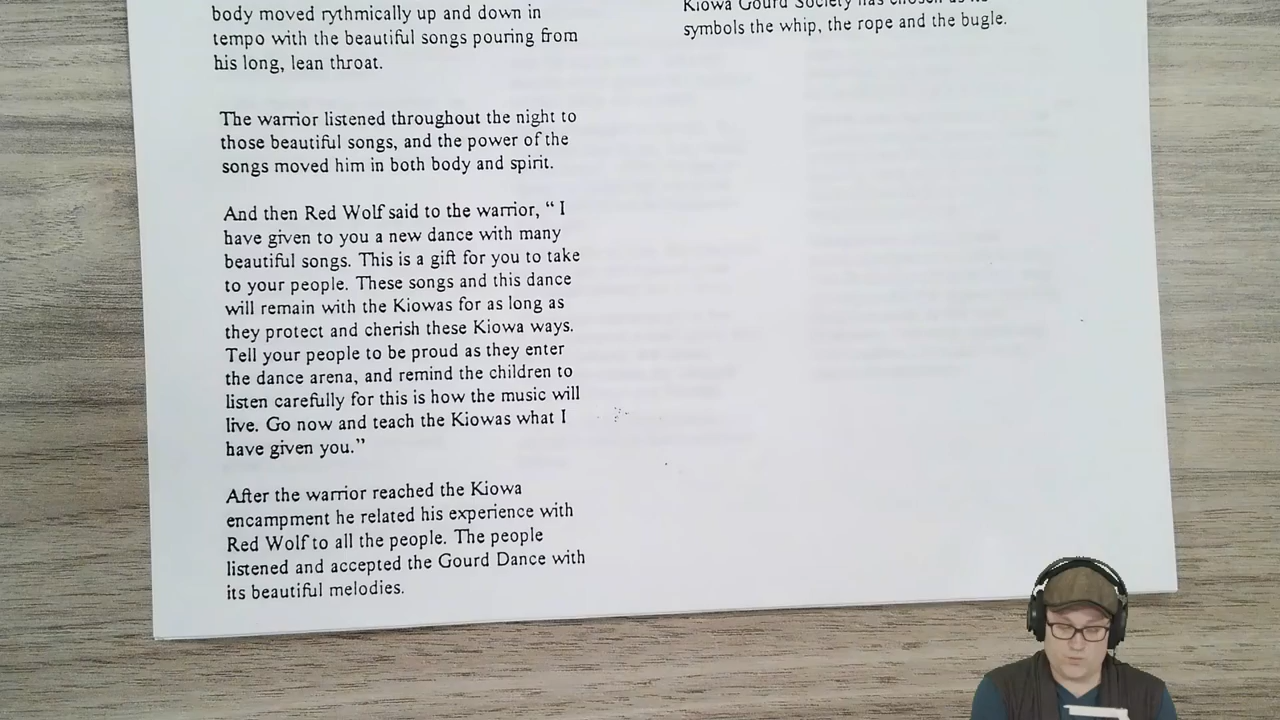 body moved rythmically up and down in
tempo with the beautiful songs pouring from
his long, lean throat.
The warrior listened throughout the night to
those beautiful songs, and the power of the
songs moved him in both body and spirit.
And then Red Wolf said to the warrior, “ I
have given to you a new dance with many
beautiful songs. This is a gift for you to take
to your people. These songs and this dance
will remain with the Kiowas for as long as
they protect and cherish these Kiowa ways.
Tell your people to be proud as they enter
the dance arena, and remind the children to
listen carefully for this is how the music will
live. Go now and teach the Kiowas what I
have given you.”
After the warrior reached the Kiowa
encampment he related his experience with
Red Wolf to all the people. The people
listened and accepted the Gourd Dance with
its beautiful melodies.
Kiowa Gourd Society has chosen as its
symbols the whip, the rope and the bugle.